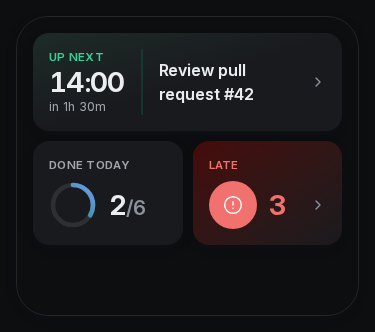 UP NEXT
14:00
in 1h 30m
Review pull
request #42
DONE TODAY
2/6
LATE
3